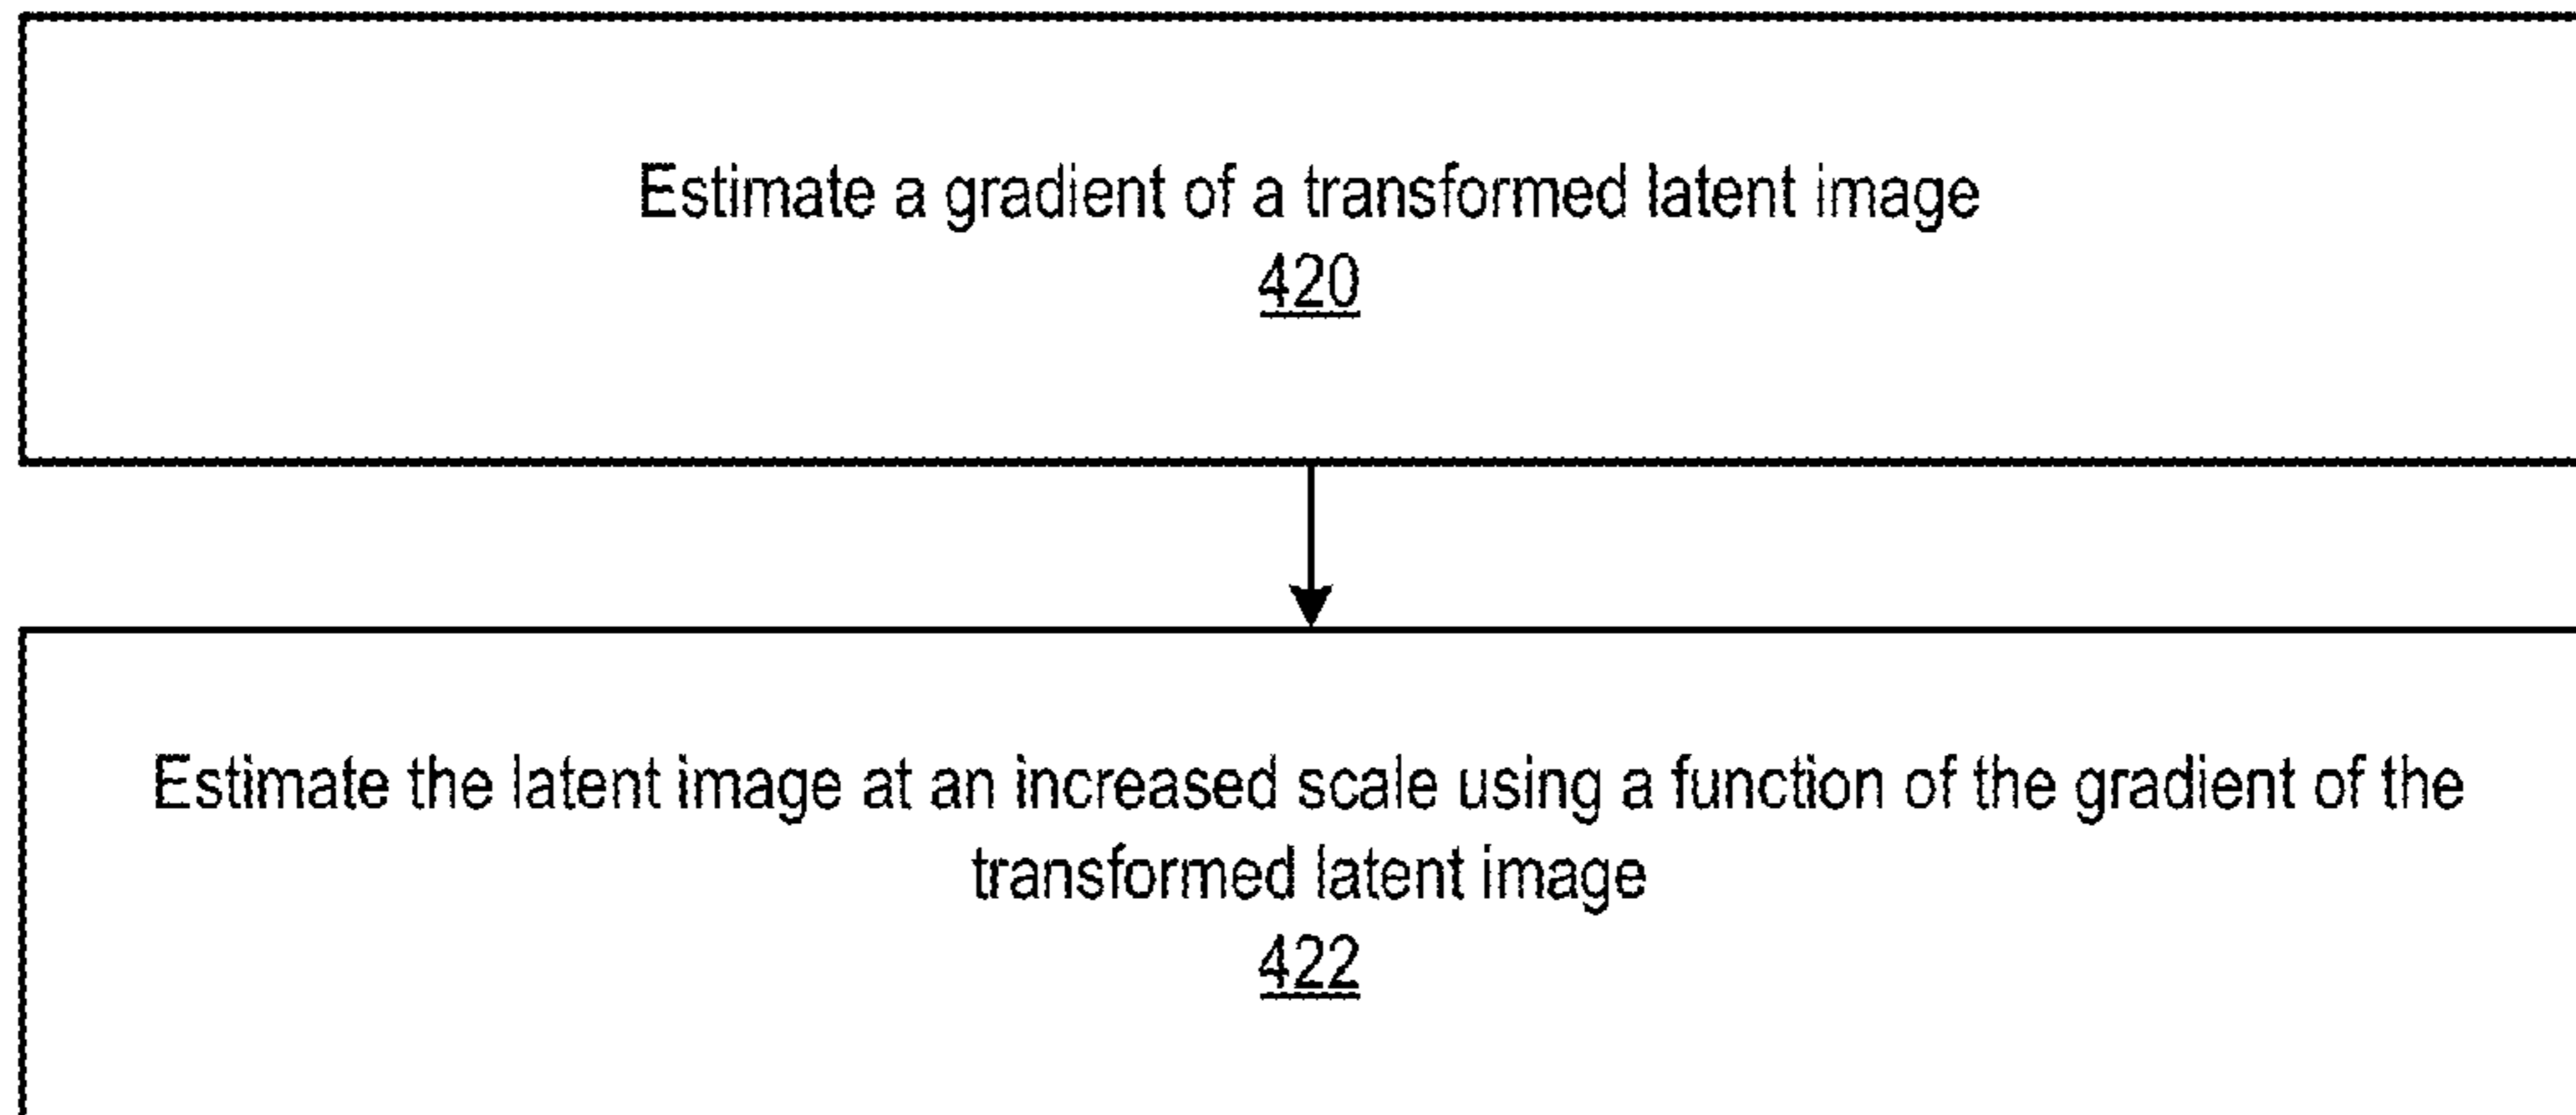 Estimate a gradient of a transformed latent image
420
Estimate the latent image at an increased scale using a function of the gradient of the
transformed latent image
422